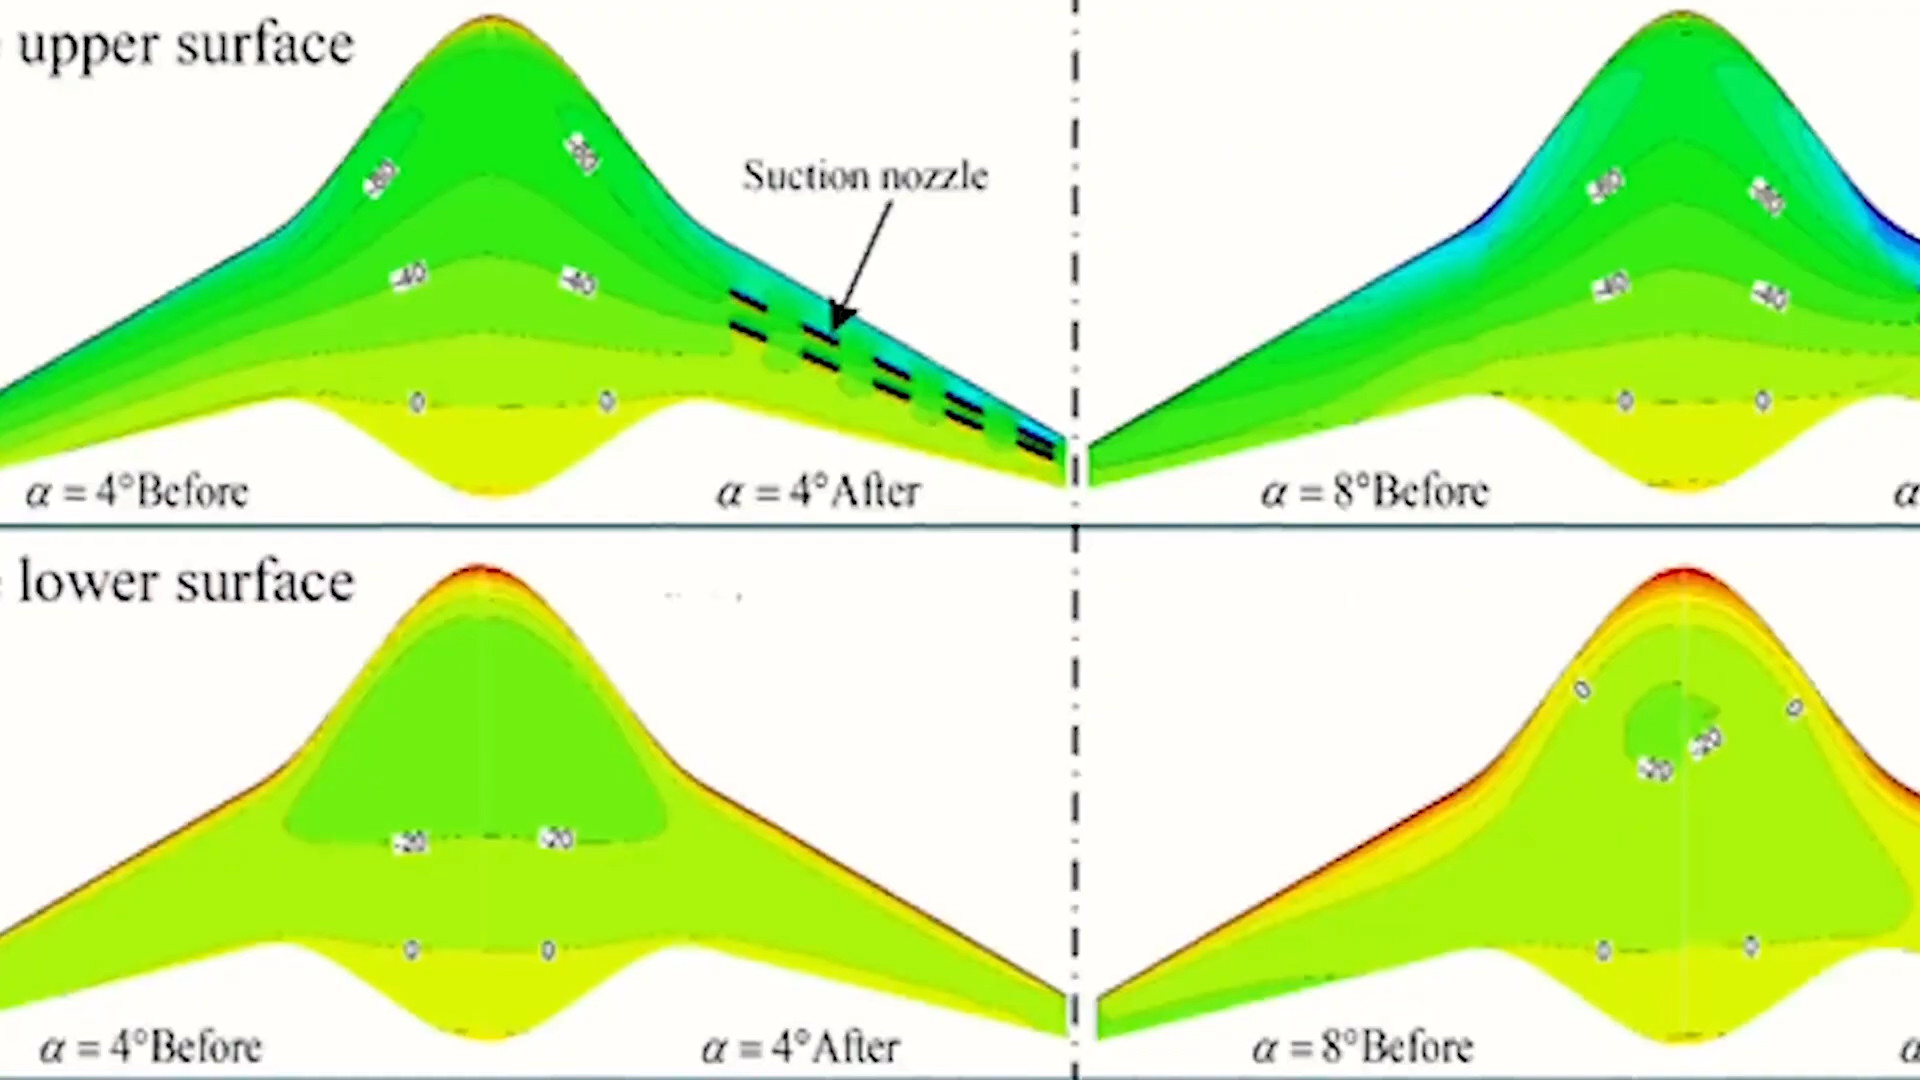 upper surface
Suction nozzle
-80
-80
-80
-40
-40
-40
-40
0
0
0
0
α = 4°Before
α = 4°After
α = 8°Before
α
lower surface
0
0
-20
-20
-20
-20
0
0
0
0
α = 4°Before
α = 4°After
α = 8°Before
α